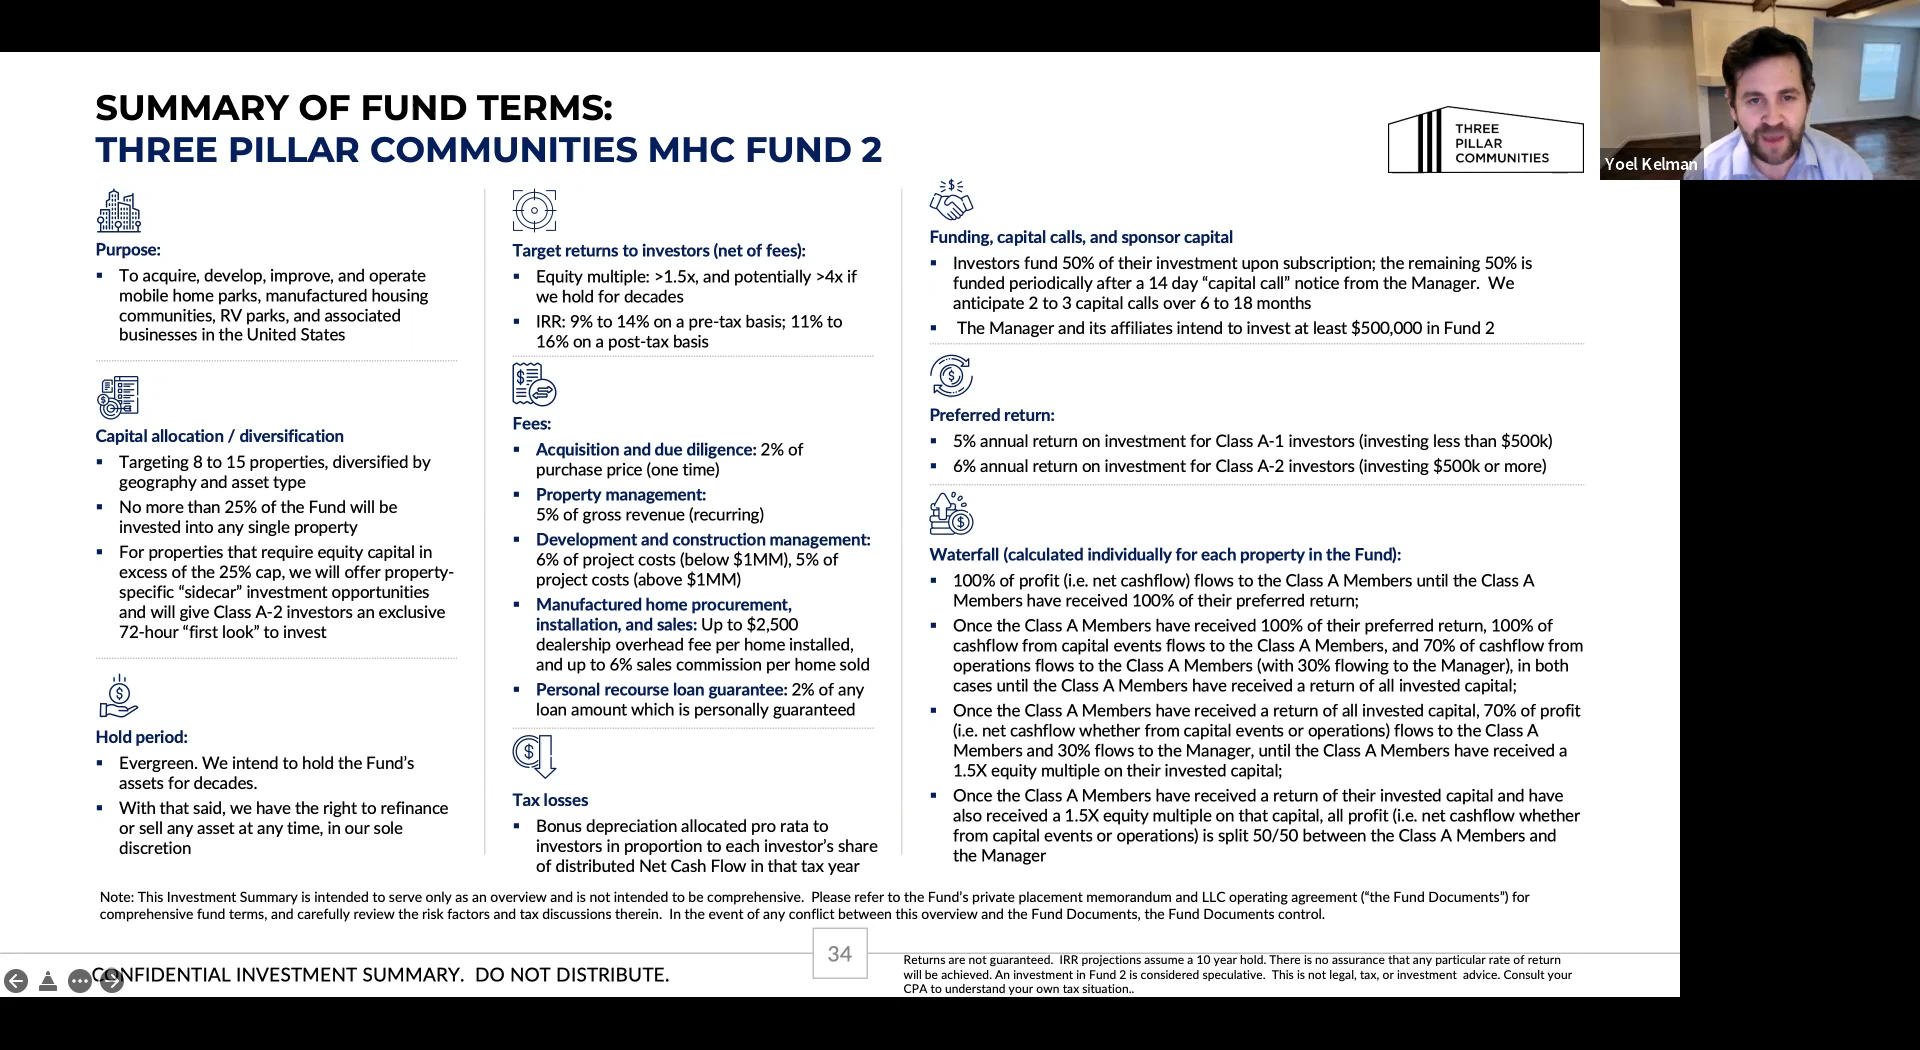 SUMMARY OF FUND TERMS:
THREE PILLAR COMMUNITIES MHC FUND 2
THREE
PILLAR
COMMUNITIES
Yoel Kelman
Purpose:
▪ To acquire, develop, improve, and operate
mobile home parks, manufactured housing
communities, RV parks, and associated
businesses in the United States
Capital allocation / diversification
▪ Targeting 8 to 15 properties, diversified by
geography and asset type
▪ No more than 25% of the Fund will be
invested into any single property
▪ For properties that require equity capital in
excess of the 25% cap, we will offer property-
specific “sidecar” investment opportunities
and will give Class A-2 investors an exclusive
72-hour “first look” to invest
Hold period:
▪ Evergreen. We intend to hold the Fund’s
assets for decades.
▪ With that said, we have the right to refinance
or sell any asset at any time, in our sole
discretion
Target returns to investors (net of fees):
▪ Equity multiple: >1.5x, and potentially >4x if
we hold for decades
▪ IRR: 9% to 14% on a pre-tax basis; 11% to
16% on a post-tax basis
Fees:
▪ Acquisition and due diligence: 2% of
purchase price (one time)
▪ Property management:
5% of gross revenue (recurring)
▪ Development and construction management:
6% of project costs (below $1MM), 5% of
project costs (above $1MM)
▪ Manufactured home procurement,
installation, and sales: Up to $2,500
dealership overhead fee per home installed,
and up to 6% sales commission per home sold
▪ Personal recourse loan guarantee: 2% of any
loan amount which is personally guaranteed
Tax losses
▪ Bonus depreciation allocated pro rata to
investors in proportion to each investor’s share
of distributed Net Cash Flow in that tax year
Funding, capital calls, and sponsor capital
▪ Investors fund 50% of their investment upon subscription; the remaining 50% is
funded periodically after a 14 day “capital call” notice from the Manager. We
anticipate 2 to 3 capital calls over 6 to 18 months
▪ The Manager and its affiliates intend to invest at least $500,000 in Fund 2
Preferred return:
▪ 5% annual return on investment for Class A-1 investors (investing less than $500k)
▪ 6% annual return on investment for Class A-2 investors (investing $500k or more)
Waterfall (calculated individually for each property in the Fund):
▪ 100% of profit (i.e. net cashflow) flows to the Class A Members until the Class A
Members have received 100% of their preferred return;
▪ Once the Class A Members have received 100% of their preferred return, 100% of
cashflow from capital events flows to the Class A Members, and 70% of cashflow from
operations flows to the Class A Members (with 30% flowing to the Manager), in both
cases until the Class A Members have received a return of all invested capital;
▪ Once the Class A Members have received a return of all invested capital, 70% of profit
(i.e. net cashflow whether from capital events or operations) flows to the Class A
Members and 30% flows to the Manager, until the Class A Members have received a
1.5X equity multiple on their invested capital;
▪ Once the Class A Members have received a return of their invested capital and have
also received a 1.5X equity multiple on that capital, all profit (i.e. net cashflow whether
from capital events or operations) is split 50/50 between the Class A Members and
the Manager
Note: This Investment Summary is intended to serve only as an overview and is not intended to be comprehensive. Please refer to the Fund’s private placement memorandum and LLC operating agreement (“the Fund Documents”) for
comprehensive fund terms, and carefully review the risk factors and tax discussions therein. In the event of any conflict between this overview and the Fund Documents, the Fund Documents control.
CONFIDENTIAL INVESTMENT SUMMARY. DO NOT DISTRIBUTE.
34
Returns are not guaranteed. IRR projections assume a 10 year hold. There is no assurance that any particular rate of return
will be achieved. An investment in Fund 2 is considered speculative. This is not legal, tax, or investment advice. Consult your
CPA to understand your own tax situation..